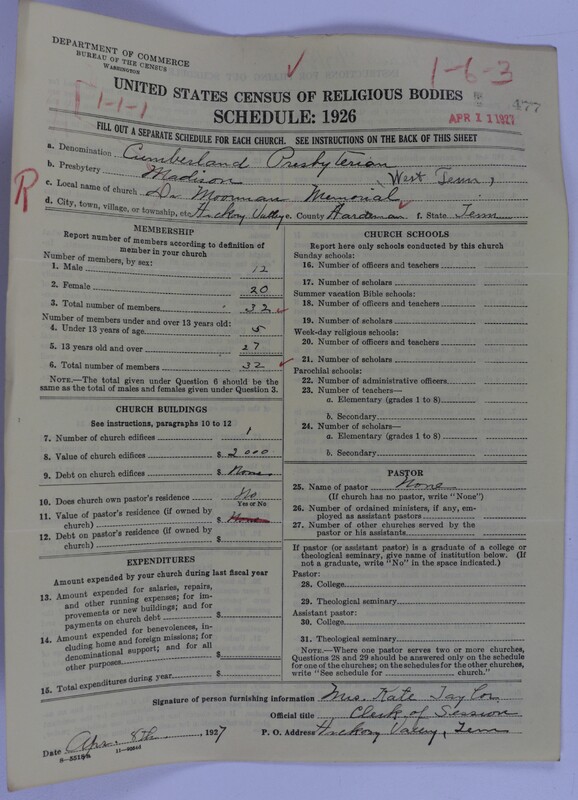 DEPARTMENT OF COMMERCE
BUREAU OF THE CENSUS
WASHINGTON
1-6-3
[1-1-1
UNITED STATES CENSUS OF RELIGIOUS BODIES
SCHEDULE: 1926
477
APR 11 1927
FILL OUT A SEPARATE SCHEDULE FOR EACH CHURCH. SEE INSTRUCTIONS ON THE BACK OF THIS SHEET
a. Denomination Cumberland Presbyterian
b. Presbytery Madison West Tenn,
R
c. Local name of church Dr Moorman Memorial
d. City, town, village, or township, etc Hickory Valley e. County Hardeman f. State Tenn
MEMBERSHIP
Report number of members according to definition of member in your church
Number of members, by sex:
1. Male 12
2. Female 20
3. Total number of members 32
Number of members under and over 13 years old:
4. Under 13 years of age 5
5. 13 years old and over 27
6. Total number of members 32
NOTE.—The total given under Question 6 should be the
same as the total of males and females given under Question 3.
CHURCH BUILDINGS
See instructions, paragraphs 10 to 12
7. Number of church edifices 1
8. Value of church edifices $ 2000
9. Debt on church edifices $ None
10. Does church own pastor's residence No
Yes or No
11. Value of pastor's residence (if owned by
church) $ None
12. Debt on pastor's residence (if owned by
church) $
EXPENDITURES
Amount expended by your church during last fiscal year
13. Amount expended for salaries, repairs,
and other running expenses; for im-
provements or new buildings; and for
payments on church debt $
14. Amount expended for benevolences, in-
cluding home and foreign missions; for
denominational support; and for all
other purposes $
15. Total expenditures during year $
CHURCH SCHOOLS
Report here only schools conducted by this church
Sunday schools:
16. Number of officers and teachers
17. Number of scholars
Summer vacation Bible schools:
18. Number of officers and teachers
19. Number of scholars
Week-day religious schools:
20. Number of officers and teachers
21. Number of scholars
Parochial schools:
22. Number of administrative officers
23. Number of teachers—
a. Elementary (grades 1 to 8)
b. Secondary
24. Number of scholars—
a. Elementary (grades 1 to 8)
b. Secondary
PASTOR
25. Name of pastor None
(If church has no pastor, write "None")
26. Number of ordained ministers, if any, em-
ployed as assistant pastors
27. Number of other churches served by the
pastor or his assistants
If pastor (or assistant pastor) is a graduate of a college or
theological seminary, give name of institution below. (If
not a graduate, write "No" in the space indicated.)
Pastor:
28. College
29. Theological seminary
Assistant pastor:
30. College
31. Theological seminary
NOTE.—Where one pastor serves two or more churches,
Questions 28 and 29 should be answered only on the schedule
for one of the churches; on the schedules for the other churches,
write "See schedule for church."
Signature of person furnishing information Mrs. Kate Taylor
Official title Clerk of Session
Date Apr. 8th, 1927 P. O. Address Hickory Valley, Tenn